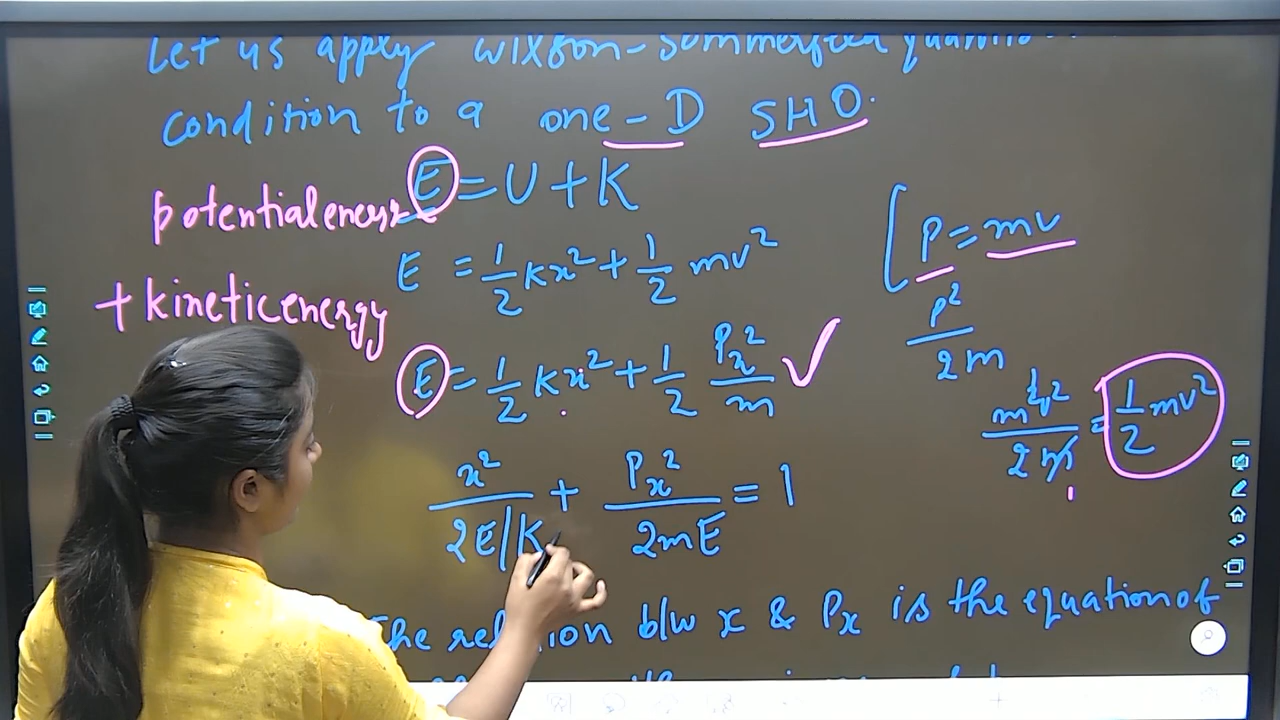 Let us apply Wilson-Sommerfeld
condition to a one-D SHO.
E = U + K
potential energy
+ kinetic energy
E = 1/2 Kx² + 1/2 mv²
E = 1/2 Kx² + 1/2 Px²/m ✓
x²/2E/K + Px²/2mE = 1
[P = mv
P²/2m
m²v²/2m = 1/2 mv²
1
The relation b/w x & Px is the equation of